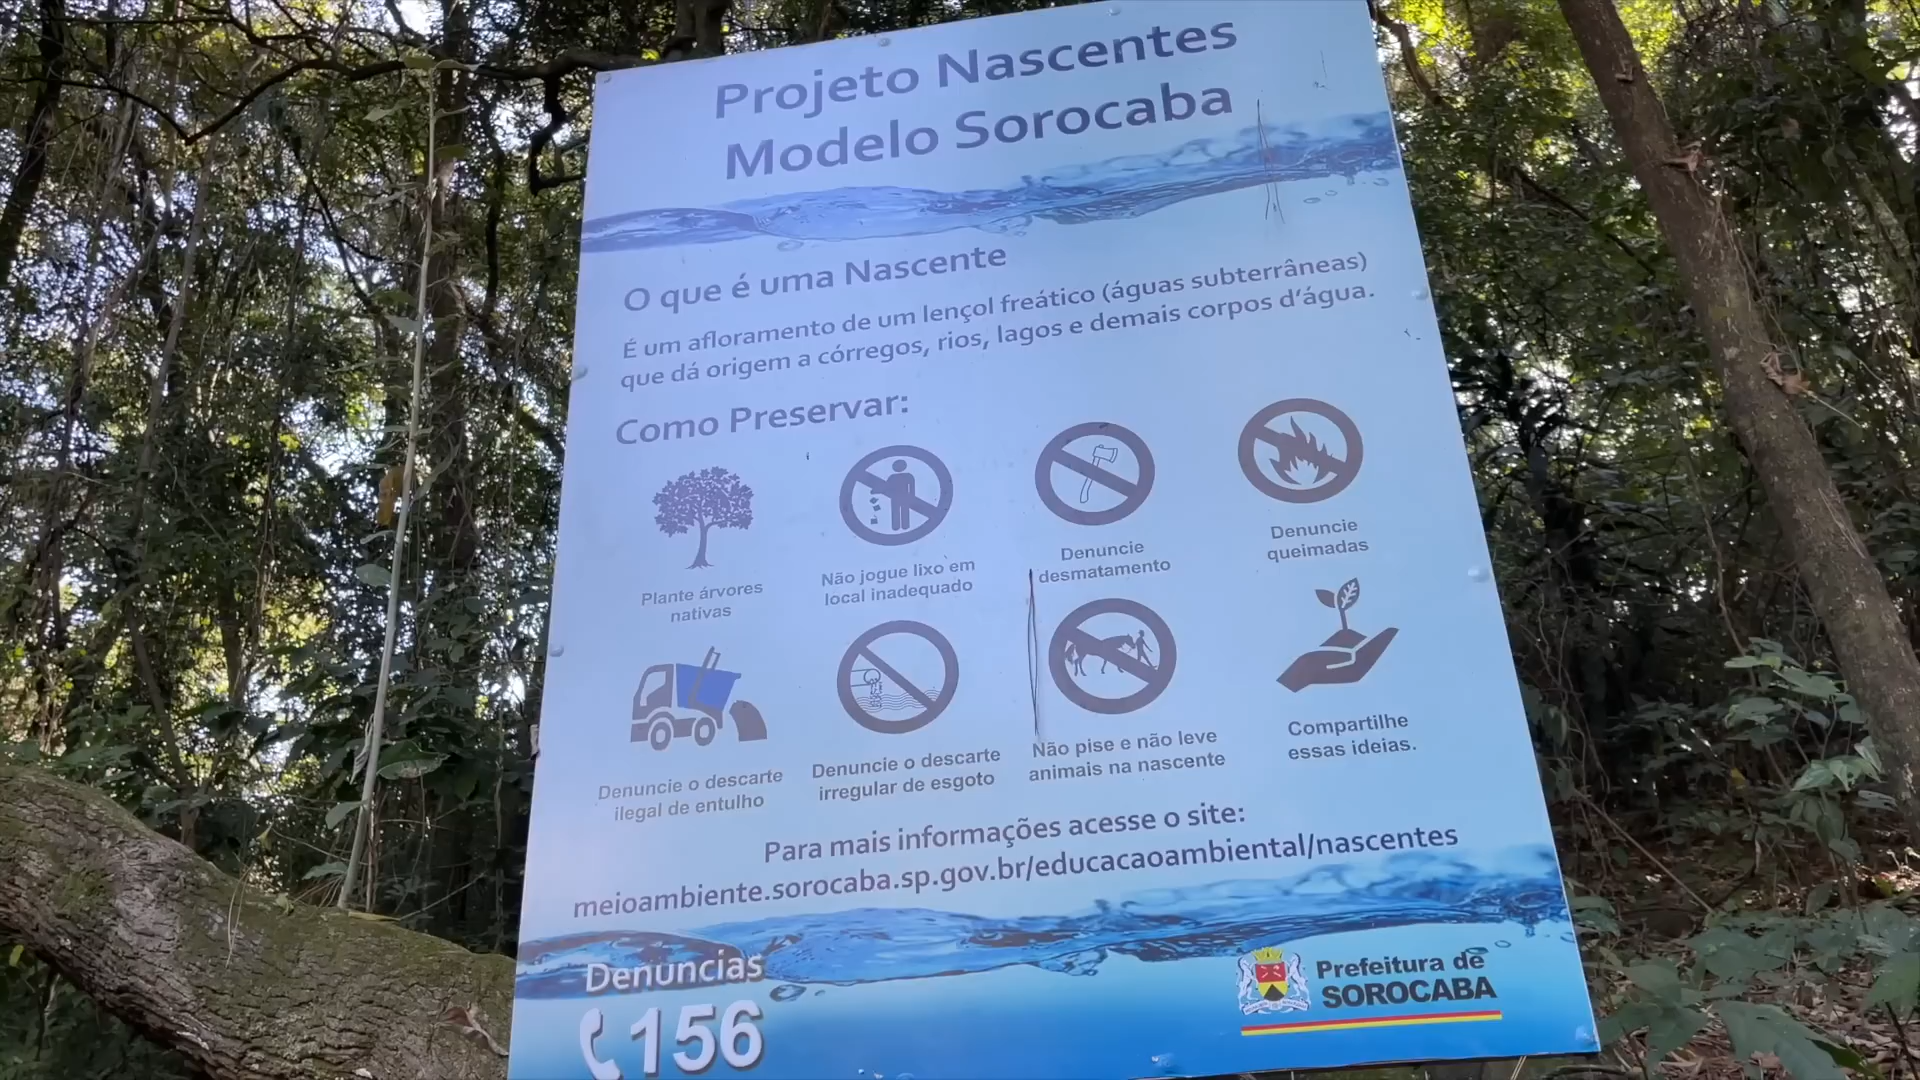 Projeto Nascentes
Modelo Sorocaba
O que é uma Nascente
É um afloramento de um lençol freático (águas subterrâneas)
que dá origem a córregos, rios, lagos e demais corpos d'água.
Como Preservar:
Plante árvores
nativas
Não jogue lixo em
local inadequado
Denuncie
desmatamento
Denuncie
queimadas
Denuncie o descarte
ilegal de entulho
Denuncie o descarte
irregular de esgoto
Não pise e não leve
animais na nascente
Compartilhe
essas ideias.
Para mais informações acesse o site:
meioambiente.sorocaba.sp.gov.br/educacaoambiental/nascentes
Denuncias
156
Prefeitura de
SOROCABA